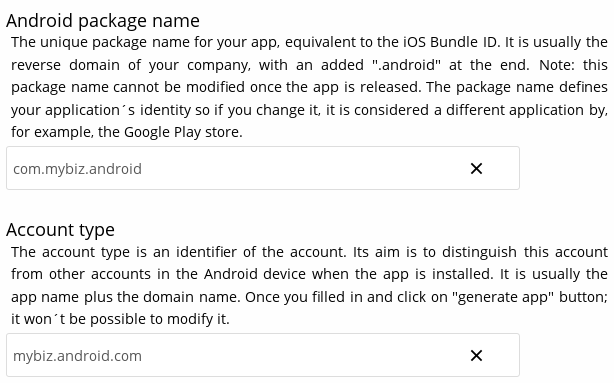 Android package name
The unique package name for your app, equivalent to the iOS Bundle ID. It is usually the
reverse domain of your company, with an added ".android" at the end. Note: this
package name cannot be modified once the app is released. The package name defines
your application´s identity so if you change it, it is considered a different application by,
for example, the Google Play store.
com.mybiz.android ✕
Account type
The account type is an identifier of the account. Its aim is to distinguish this account
from other accounts in the Android device when the app is installed. It is usually the
app name plus the domain name. Once you filled in and click on "generate app" button;
it won´t be possible to modify it.
mybiz.android.com ✕